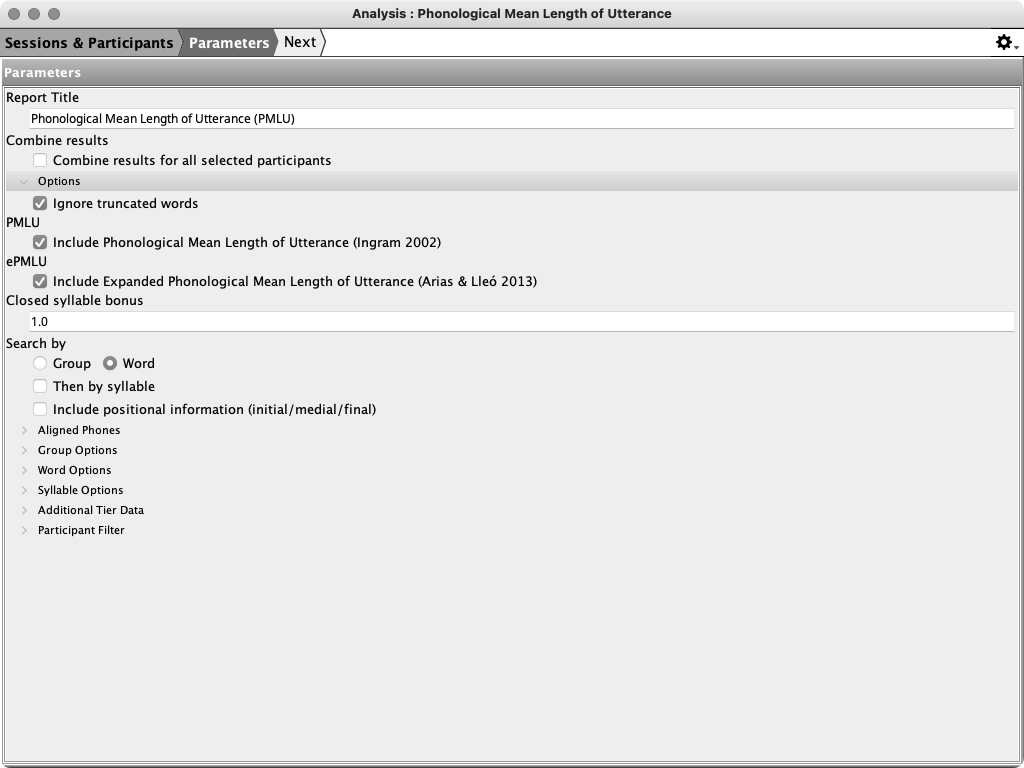 Analysis : Phonological Mean Length of Utterance
Sessions & Participants Parameters Next
Parameters
Report Title
Phonological Mean Length of Utterance (PMLU)
Combine results
Combine results for all selected participants
Options
Ignore truncated words
PMLU
Include Phonological Mean Length of Utterance (Ingram 2002)
ePMLU
Include Expanded Phonological Mean Length of Utterance (Arias & Lleó 2013)
Closed syllable bonus
1.0
Search by
Group Word
Then by syllable
Include positional information (initial/medial/final)
Aligned Phones
Group Options
Word Options
Syllable Options
Additional Tier Data
Participant Filter